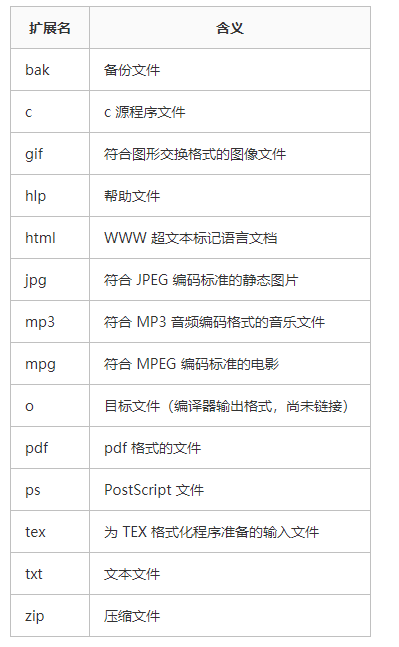 扩展名 含义
bak 备份文件
c c 源程序文件
gif 符合图形交换格式的图像文件
hlp 帮助文件
html WWW 超文本标记语言文档
jpg 符合 JPEG 编码标准的静态图片
mp3 符合 MP3 音频编码格式的音乐文件
mpg 符合 MPEG 编码标准的电影
o 目标文件（编译器输出格式，尚未链接）
pdf pdf 格式的文件
ps PostScript 文件
tex 为 TEX 格式化程序准备的输入文件
txt 文本文件
zip 压缩文件